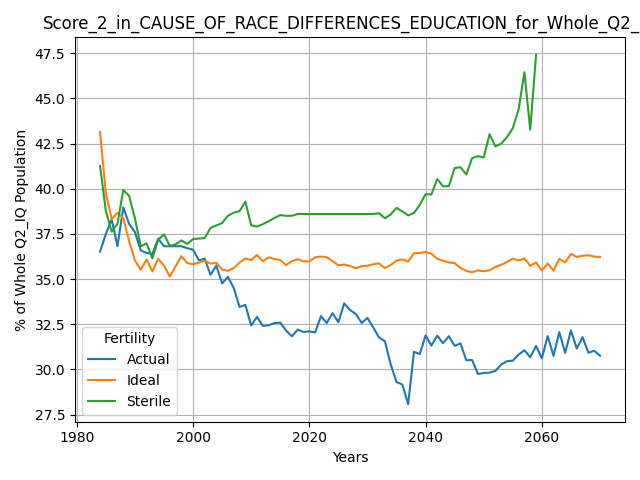 Score_2_in_CAUSE_OF_RACE_DIFFERENCES_EDUCATION_for_Whole_Q2_
47.5
45.0
42.5
40.0
37.5
35.0
32.5
30.0
27.5
% of Whole Q2_IQ Population
Fertility
Actual
Ideal
Sterile
1980
2000
2020
2040
2060
Years